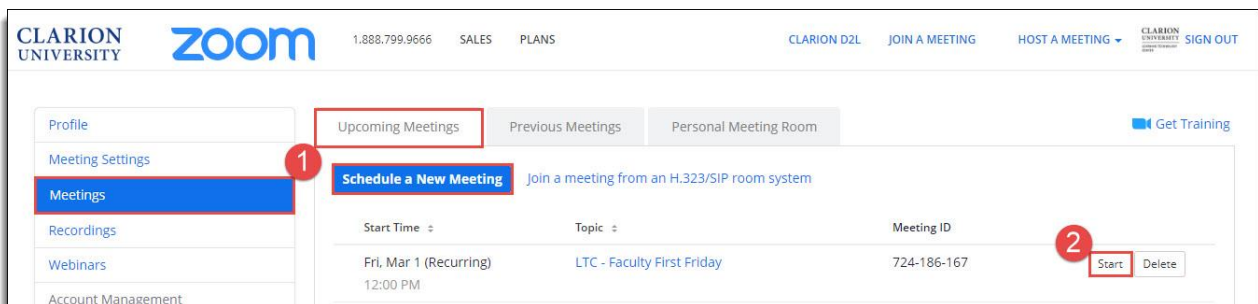 CLARION
UNIVERSITY
zoom
1.888.799.9666 SALES PLANS
CLARION D2L JOIN A MEETING HOST A MEETING
CLARION
UNIVERSITY
SIGN OUT
Profile
Meeting Settings
Meetings
Recordings
Webinars
Account Management
Upcoming Meetings Previous Meetings Personal Meeting Room
Get Training
1
Schedule a New Meeting Join a meeting from an H.323/SIP room system
Start Time Topic Meeting ID
2
Fri, Mar 1 (Recurring) LTC - Faculty First Friday 724-186-167 Start Delete
12:00 PM